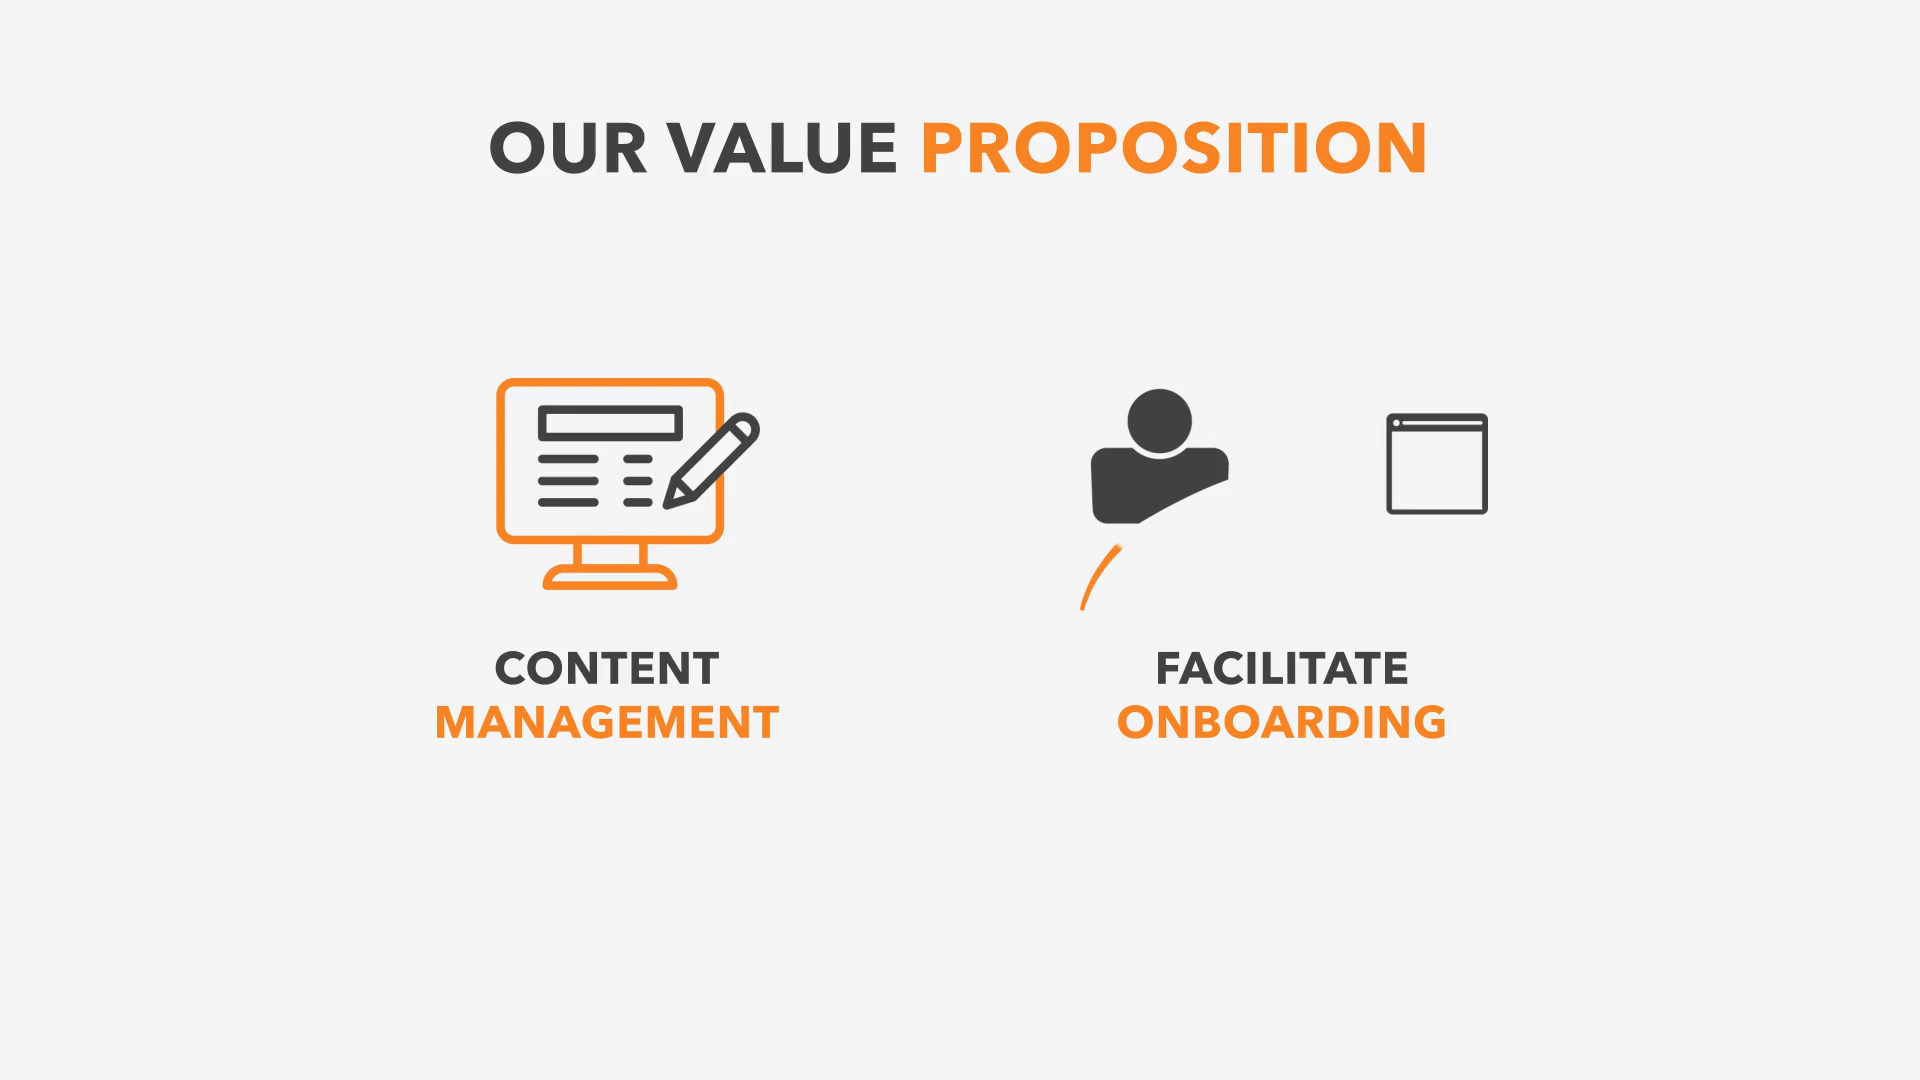 OUR VALUE PROPOSITION
CONTENT
MANAGEMENT
FACILITATE
ONBOARDING